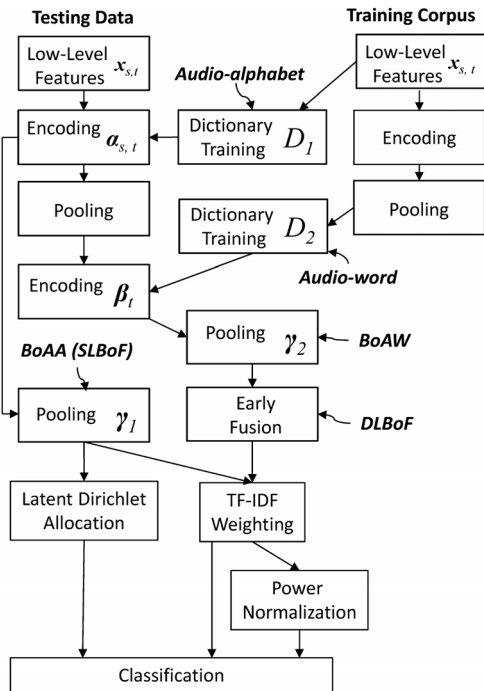 Testing Data
Training Corpus
Low-Level
Features x_{s,t}
Low-Level
Features x_{s,t}
Audio-alphabet
Encoding α_{s, t}
Dictionary
Training D_1
Encoding
Pooling
Dictionary
Training D_2
Pooling
Audio-word
Encoding β_t
Pooling γ_2
BoAW
BoAA (SLBoF)
Pooling γ_1
Early
Fusion
DLBoF
Latent Dirichlet
Allocation
TF-IDF
Weighting
Power
Normalization
Classification